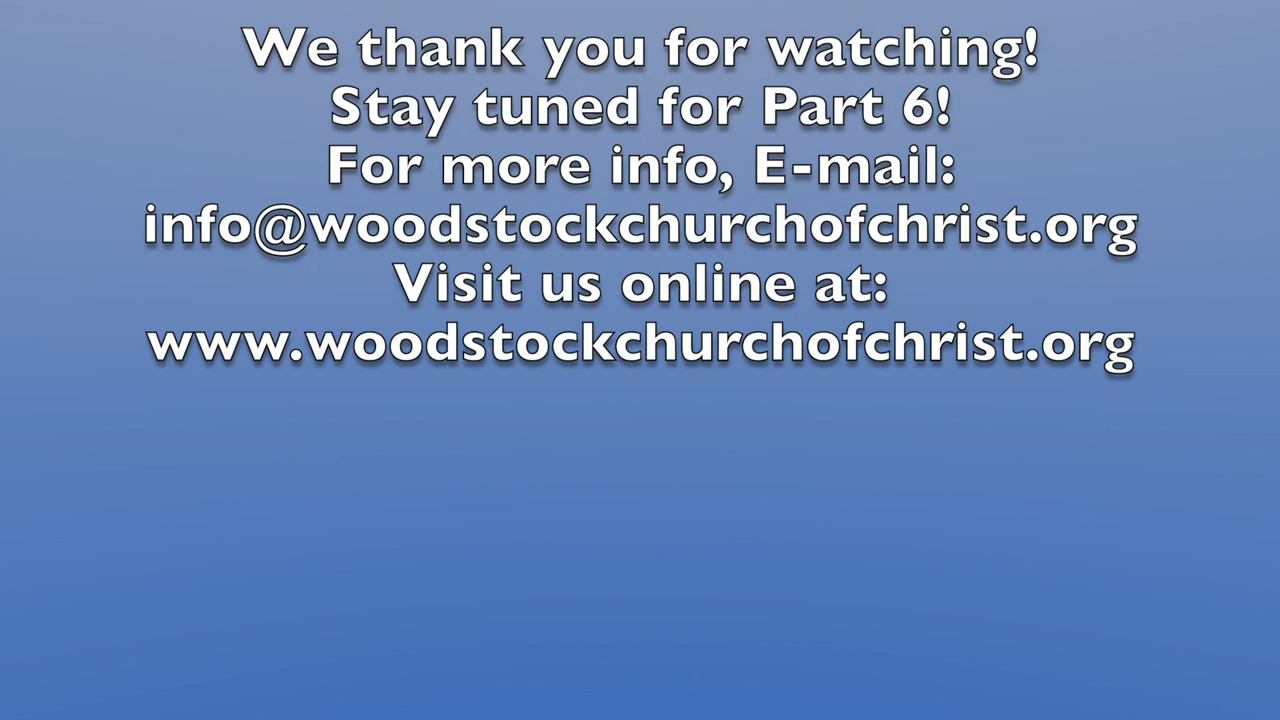 We thank you for watching!
Stay tuned for Part 6!
For more info, E-mail:
info@woodstockchurchofchrist.org
Visit us online at:
www.woodstockchurchofchrist.org